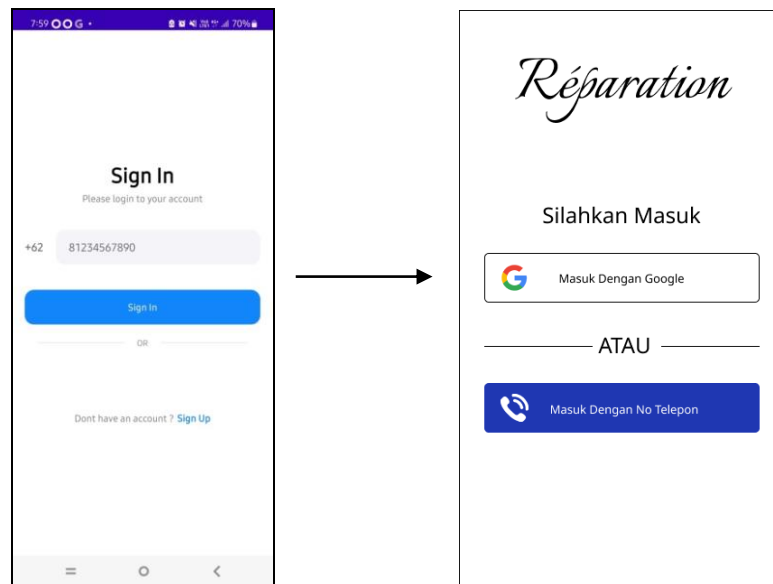 7:59
70%
Sign In
Please login to your account
+62 81234567890
Sign In
OR
Dont have an account ? Sign Up
Réparation
Silahkan Masuk
Masuk Dengan Google
ATAU
Masuk Dengan No Telepon